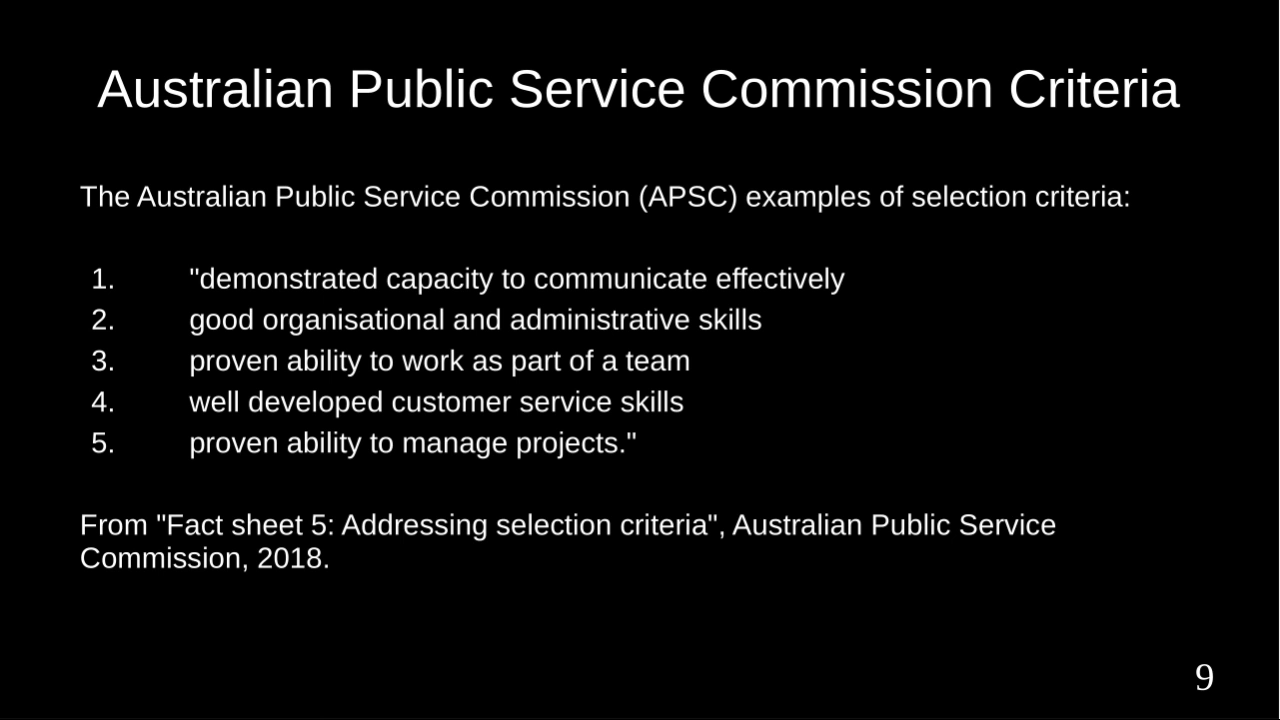 Australian Public Service Commission Criteria
The Australian Public Service Commission (APSC) examples of selection criteria:
1. "demonstrated capacity to communicate effectively
2. good organisational and administrative skills
3. proven ability to work as part of a team
4. well developed customer service skills
5. proven ability to manage projects."
From "Fact sheet 5: Addressing selection criteria", Australian Public Service
Commission, 2018.
9